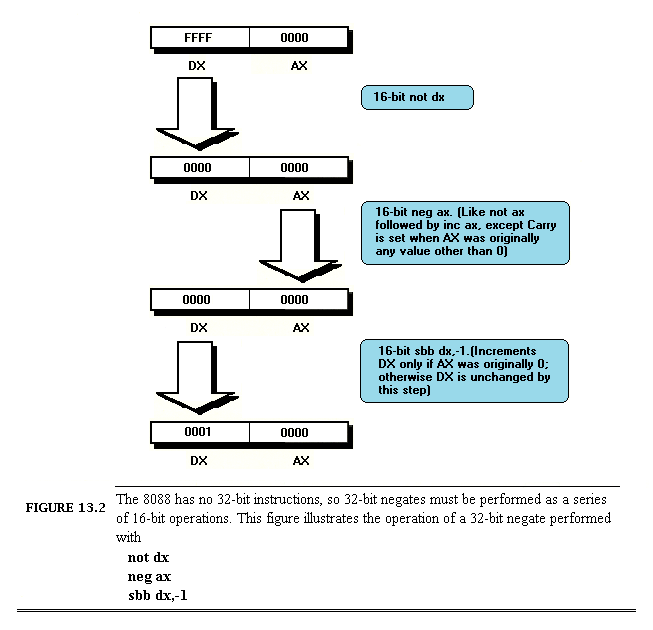 FFFF 0000
DX AX
16-bit not dx
0000 0000
DX AX
16-bit neg ax. (Like not ax
followed by inc ax, except Carry
is set when AX was originally
any value other than 0)
0000 0000
DX AX
16-bit sbb dx,-1.(Increments
DX only if AX was originally 0;
otherwise DX is unchanged by
this step)
0001 0000
DX AX
FIGURE 13.2
The 8088 has no 32-bit instructions, so 32-bit negates must be performed as a series
of 16-bit operations. This figure illustrates the operation of a 32-bit negate performed
with
not dx
neg ax
sbb dx,-1